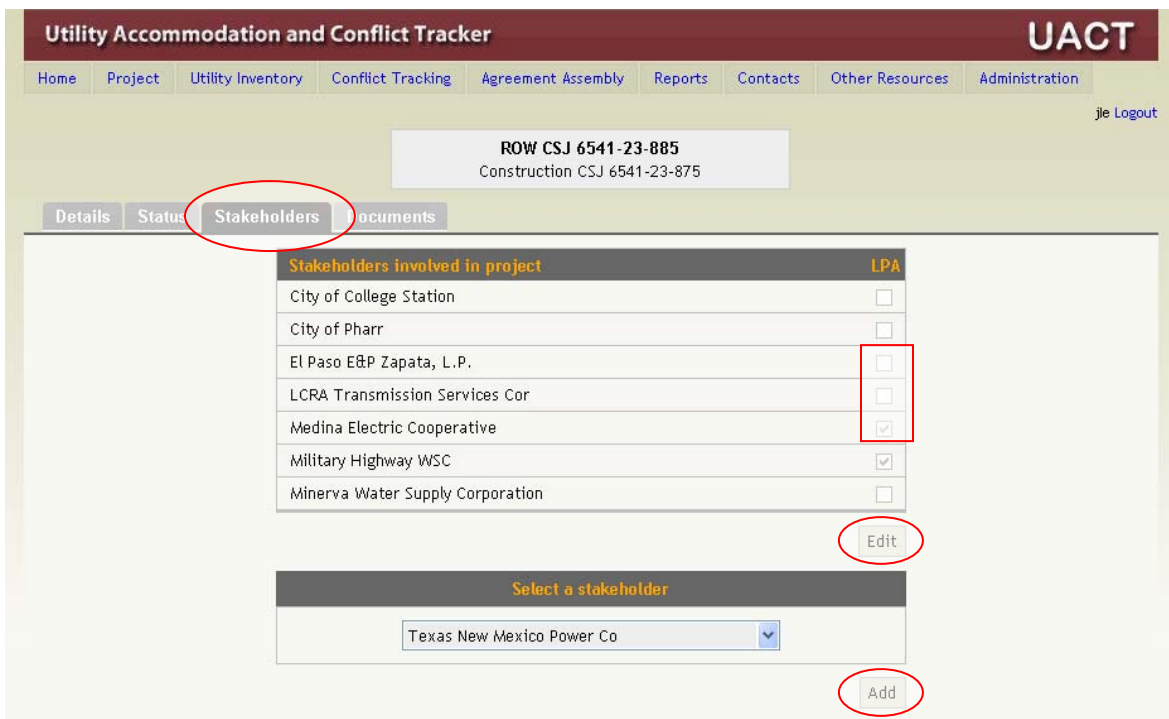 Utility Accommodation and Conflict Tracker UACT
Home Project Utility Inventory Conflict Tracking Agreement Assembly Reports Contacts Other Resources Administration
jle Logout
ROW CSJ 6541-23-885
Construction CSJ 6541-23-875
Details Status Stakeholders Documents
Stakeholders involved in project LPA
City of College Station
City of Pharr
El Paso E&P Zapata, L.P.
LCRA Transmission Services Cor
Medina Electric Cooperative
Military Highway WSC
Minerva Water Supply Corporation
Edit
Select a stakeholder
Texas New Mexico Power Co
Add